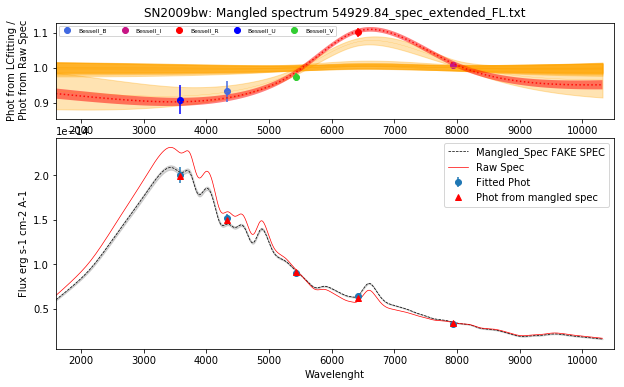 SN2009bw: Mangled spectrum 54929.84_spec_extended_FL.txt
Bessell_B Bessell_I Bessell_R Bessell_U Bessell_V
Phot from LCfitting /
Phot from Raw Spec
1.1
1.0
0.9
2000 3000 4000 5000 6000 7000 8000 9000 10000
1e−14
Mangled_Spec FAKE SPEC
Raw Spec
Fitted Phot
Phot from mangled spec
Flux erg s-1 cm-2 A-1
2.0
1.5
1.0
0.5
2000 3000 4000 5000 6000 7000 8000 9000 10000
Wavelenght